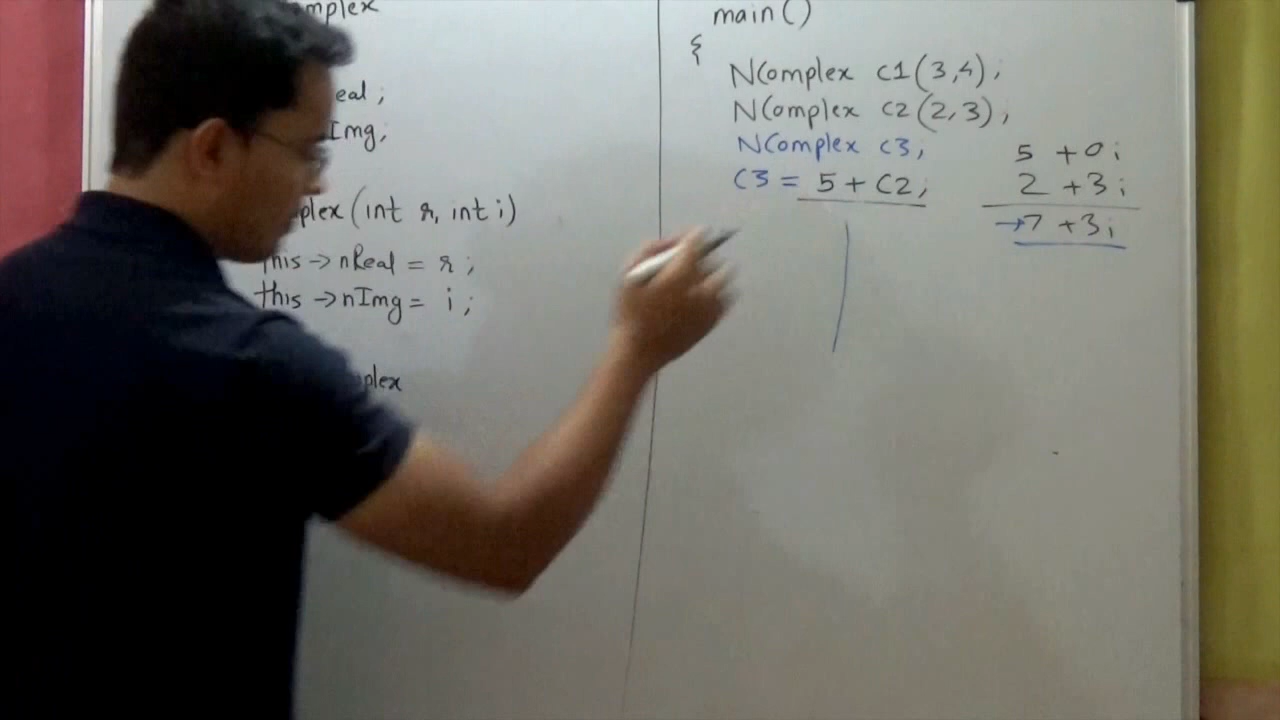 mplex
eal;
Img;
plex(int r, int i)
this->nReal = r;
this->nImg = i;
plex
main()
{
NComplex c1(3,4);
NComplex c2(2,3);
NComplex c3;
C3 = 5 + C2;
5 + 0i
2 + 3i
→7 + 3i